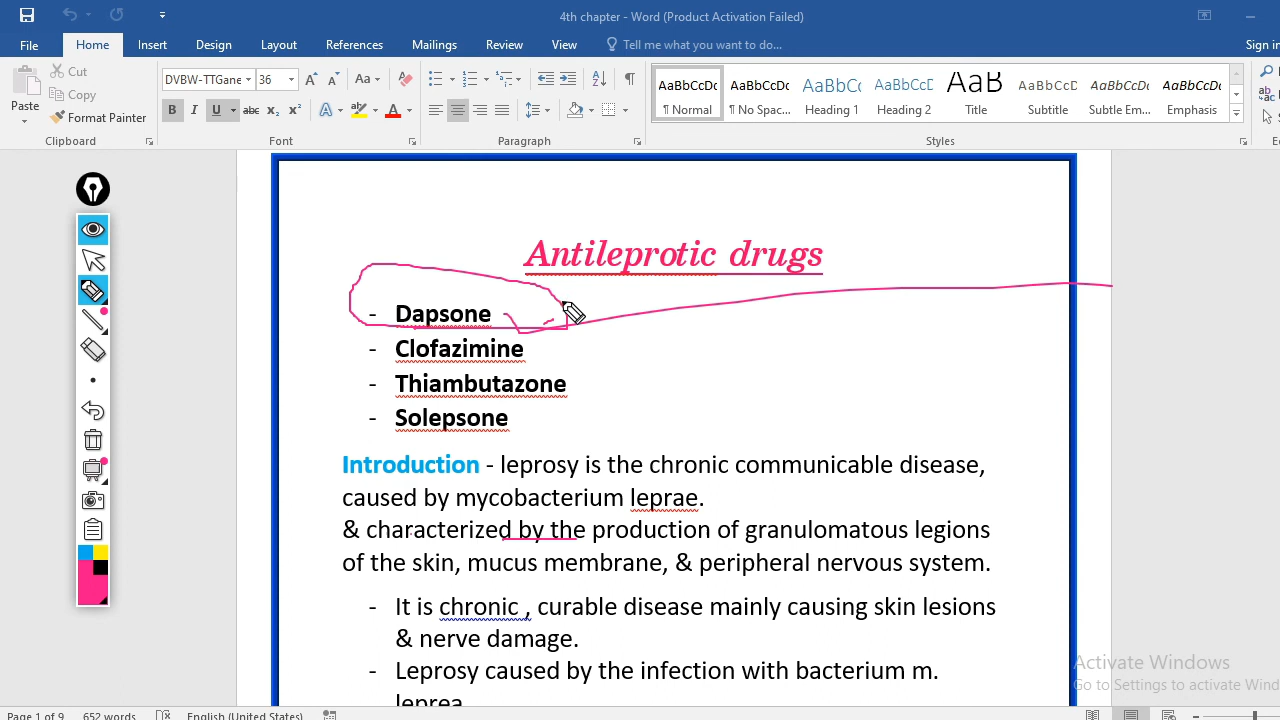 4th chapter - Word (Product Activation Failed)
File Home Insert Design Layout References Mailings Review View Tell me what you want to do... Sign in
Paste
Cut
Copy
Format Painter
DVBW-TTGane 36
AaBbCcDc AaBbCcDc AaBbCc AaBbCcD AaB AaBbCcD AaBbCcDc AaBbCcDc
¶ Normal ¶ No Spac... Heading 1 Heading 2 Title Subtitle Subtle Em... Emphasis
Clipboard Font Paragraph Styles
Antileprotic drugs
- Dapsone
- Clofazimine
- Thiambutazone
- Solepsone
Introduction - leprosy is the chronic communicable disease,
caused by mycobacterium leprae.
& characterized by the production of granulomatous legions
of the skin, mucus membrane, & peripheral nervous system.
- It is chronic , curable disease mainly causing skin lesions
& nerve damage.
- Leprosy caused by the infection with bacterium m.
leprea
Activate Windows
Go to Settings to activate Wind
Page 1 of 9 652 words English (United States)